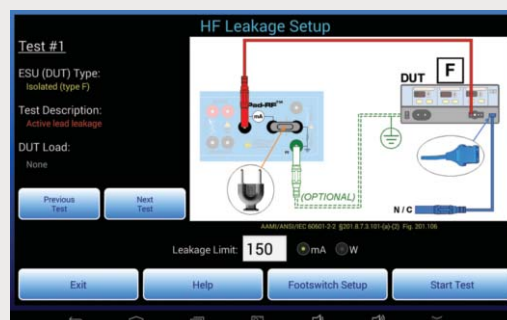 HF Leakage Setup
Test #1
ESU (DUT) Type:
Isolated (type F)
Test Description:
Active lead leakage
DUT Load:
None
Previous
Test
Next
Test
Pod-RF™
mA
DUT
F
(OPTIONAL)
N / C
AAMI/ANSI/IEC 60601-2-2 §201.8.7.3.101-(a)-(2) Fig. 201.106
Leakage Limit: 150 mA W
Exit
Help
Footswitch Setup
Start Test